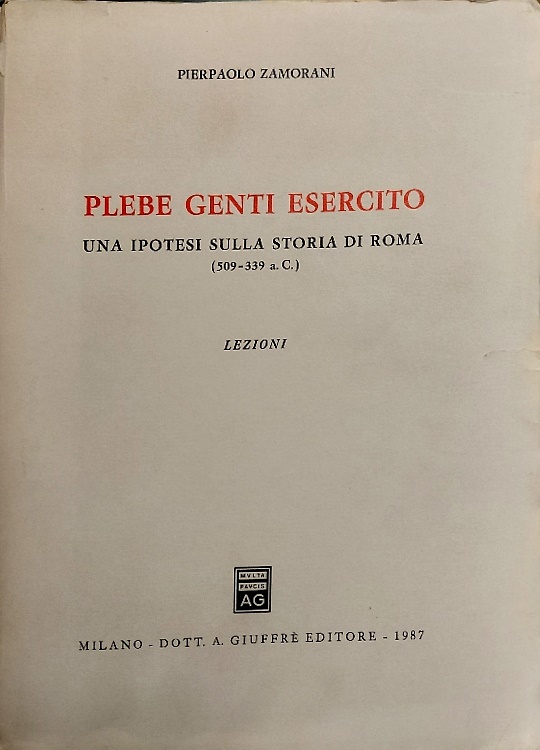 PIERPAOLO ZAMORANI
PLEBE GENTI ESERCITO
UNA IPOTESI SULLA STORIA DI ROMA
(509-339 a. C.)
LEZIONI
MVLTA
PAVCIS
AG
MILANO - DOTT. A. GIUFFRÈ EDITORE - 1987